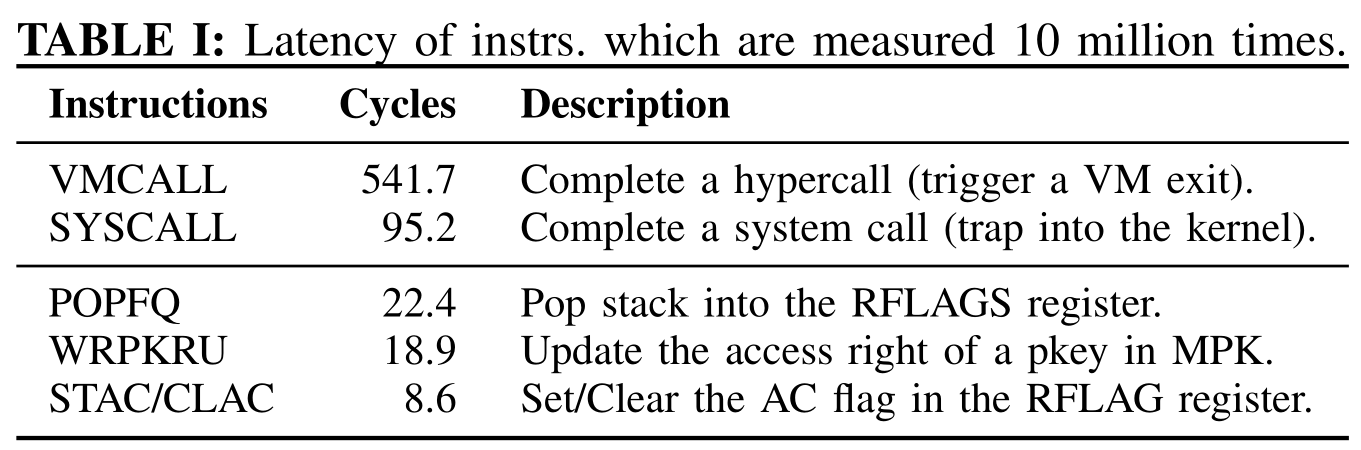 TABLE I: Latency of instrs. which are measured 10 million times.
Instructions Cycles Description
VMCALL 541.7 Complete a hypercall (trigger a VM exit).
SYSCALL 95.2 Complete a system call (trap into the kernel).
POPFQ 22.4 Pop stack into the RFLAGS register.
WRPKRU 18.9 Update the access right of a pkey in MPK.
STAC/CLAC 8.6 Set/Clear the AC flag in the RFLAG register.